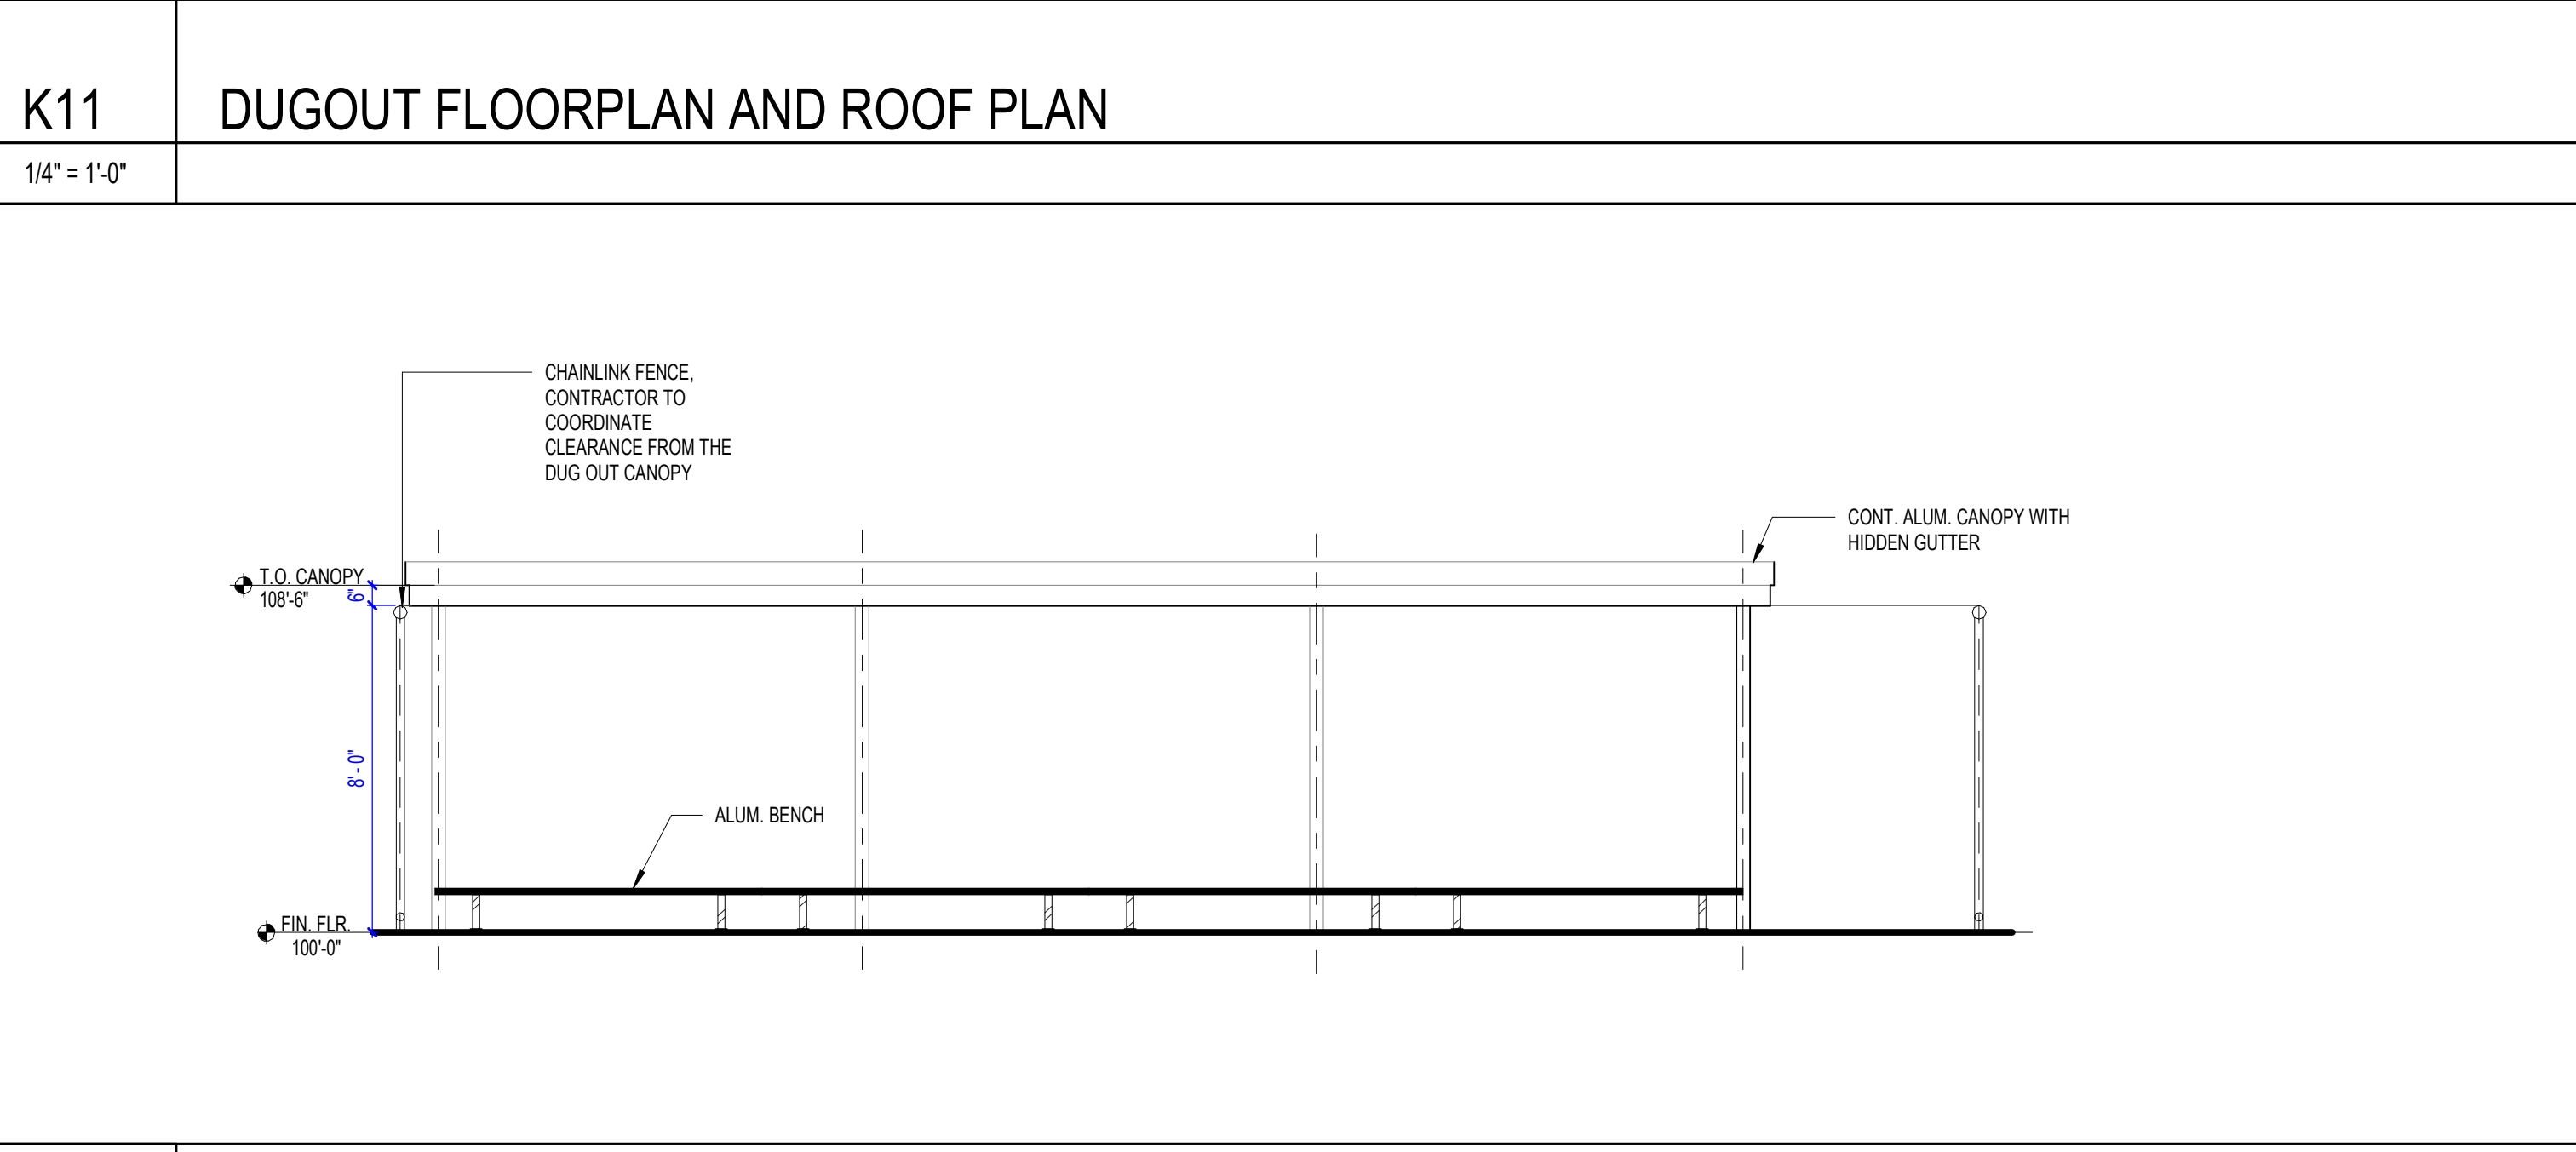 K11
DUGOUT FLOORPLAN AND ROOF PLAN
1/4" = 1'-0"
CHAINLINK FENCE,
CONTRACTOR TO
COORDINATE
CLEARANCE FROM THE
DUG OUT CANOPY
CONT. ALUM. CANOPY WITH
HIDDEN GUTTER
T.O. CANOPY
108'-6"
6"
8' - 0"
ALUM. BENCH
FIN. FLR.
100'-0"